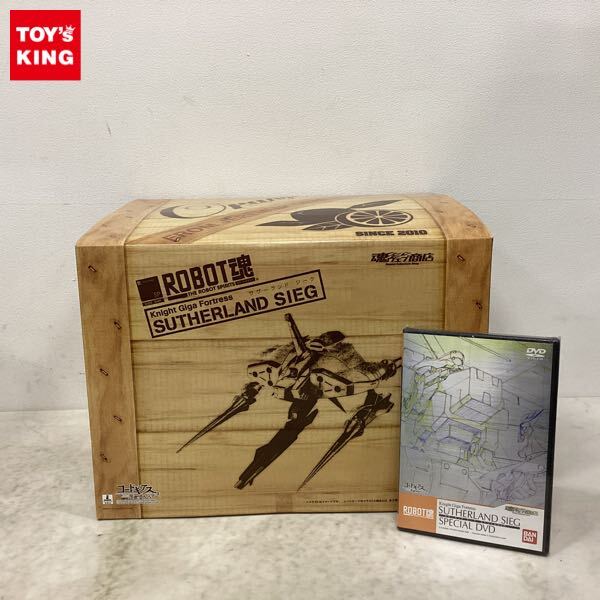 TOY's
KING
SINCE 2010
ROBOT魂
THE ROBOT SPIRITS
魂ウェブ商店
Knight Giga Fortress
サザーランド ジーク
SUTHERLAND SIEG
コードギアス
DVD
ROBOT魂
Knight Giga Fortress
SUTHERLAND SIEG
SPECIAL DVD
BAN
DAI